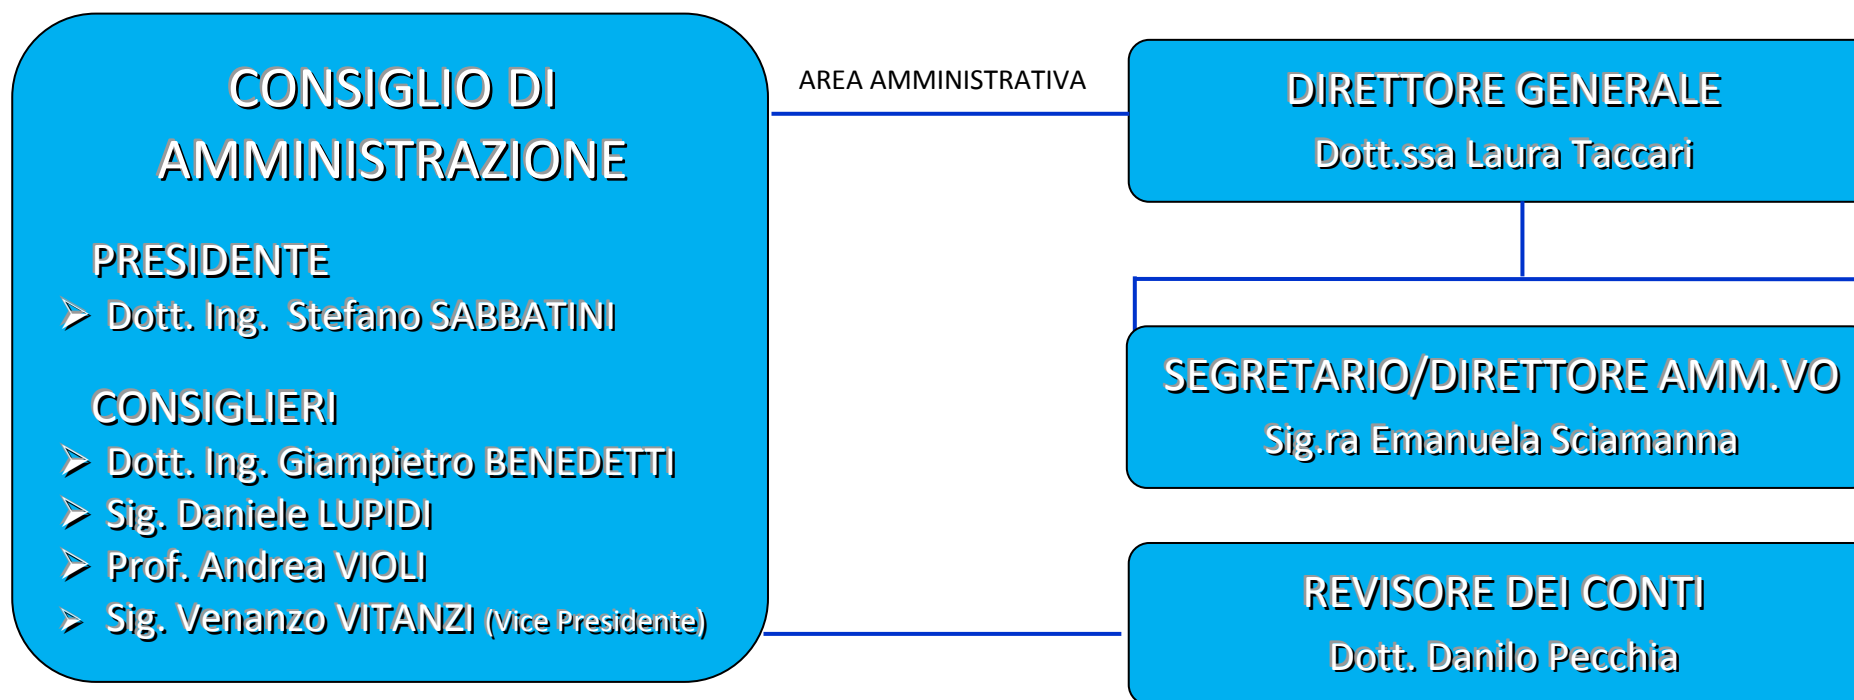 CONSIGLIO DI
AMMINISTRAZIONE
PRESIDENTE
➢ Dott. Ing. Stefano SABBATINI
CONSIGLIERI
➢ Dott. Ing. Giampietro BENEDETTI
➢ Sig. Daniele LUPIDI
➢ Prof. Andrea VIOLI
➢ Sig. Venanzo VITANZI (Vice Presidente)
AREA AMMINISTRATIVA
DIRETTORE GENERALE
Dott.ssa Laura Taccari
SEGRETARIO/DIRETTORE AMM.VO
Sig.ra Emanuela Sciamanna
REVISORE DEI CONTI
Dott. Danilo Pecchia